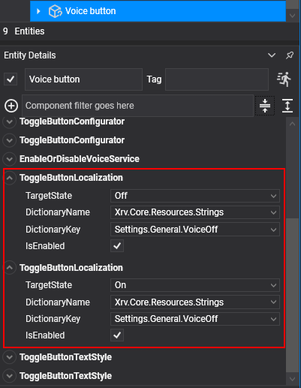 Voice button
9 Entities
Entity Details
Voice button Tag
Component filter goes here
ToggleButtonConfigurator
ToggleButtonConfigurator
EnableOrDisableVoiceService
ToggleButtonLocalization
TargetState Off
DictionaryName Xrv.Core.Resources.Strings
DictionaryKey Settings.General.VoiceOff
IsEnabled
ToggleButtonLocalization
TargetState On
DictionaryName Xrv.Core.Resources.Strings
DictionaryKey Settings.General.VoiceOff
IsEnabled
ToggleButtonTextStyle
ToggleButtonTextStyle